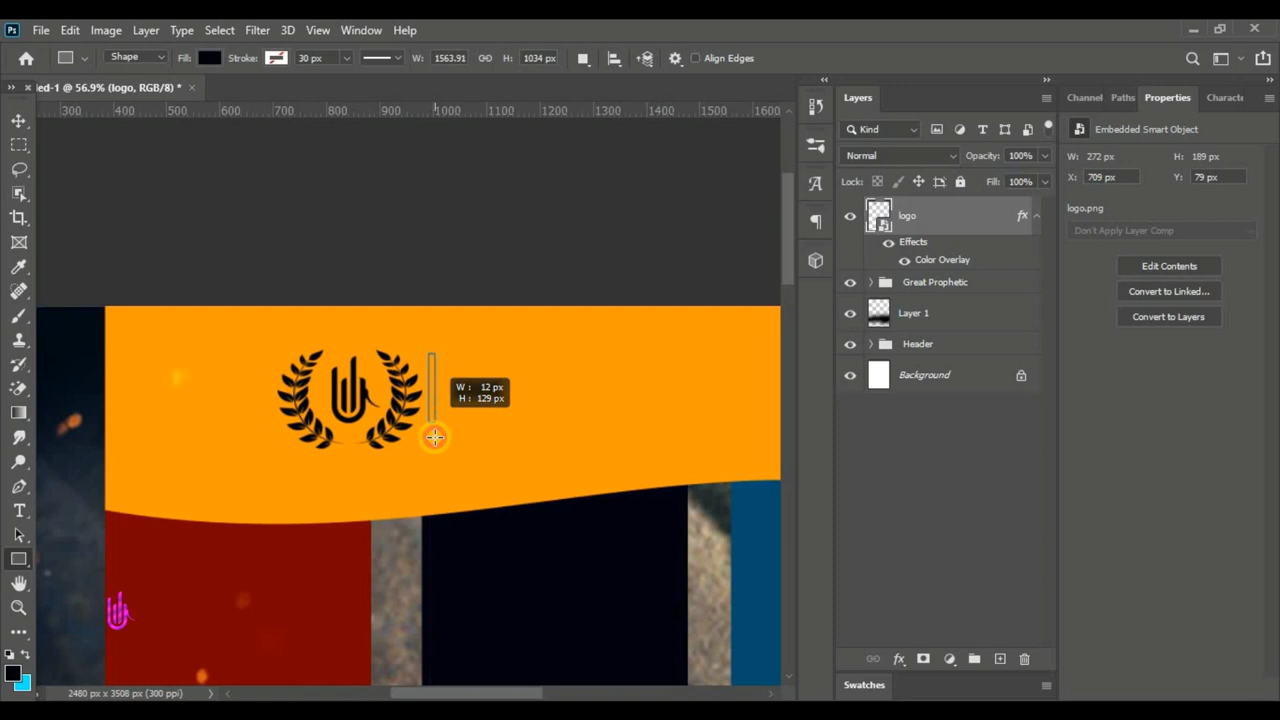 Ps File Edit Image Layer Type Select Filter 3D View Window Help
Shape Fill: Stroke: 30 px W: 1563.91 H: 1034 px Align Edges
led-1 @ 56.9% (logo, RGB/8) *
300 400 500 600 700 800 900 1000 1100 1200 1300 1400 1500 1600
W: 12 px
H: 129 px
2480 px x 3508 px (300 ppi)
Layers
Kind
Normal Opacity: 100%
Lock: Fill: 100%
logo fx
Effects
Color Overlay
Great Prophetic
Layer 1
Header
Background
fx
Swatches
Channel Paths Properties Characte
Embedded Smart Object
W: 272 px H: 189 px
X: 709 px Y: 79 px
logo.png
Don't Apply Layer Comp
Edit Contents
Convert to Linked...
Convert to Layers